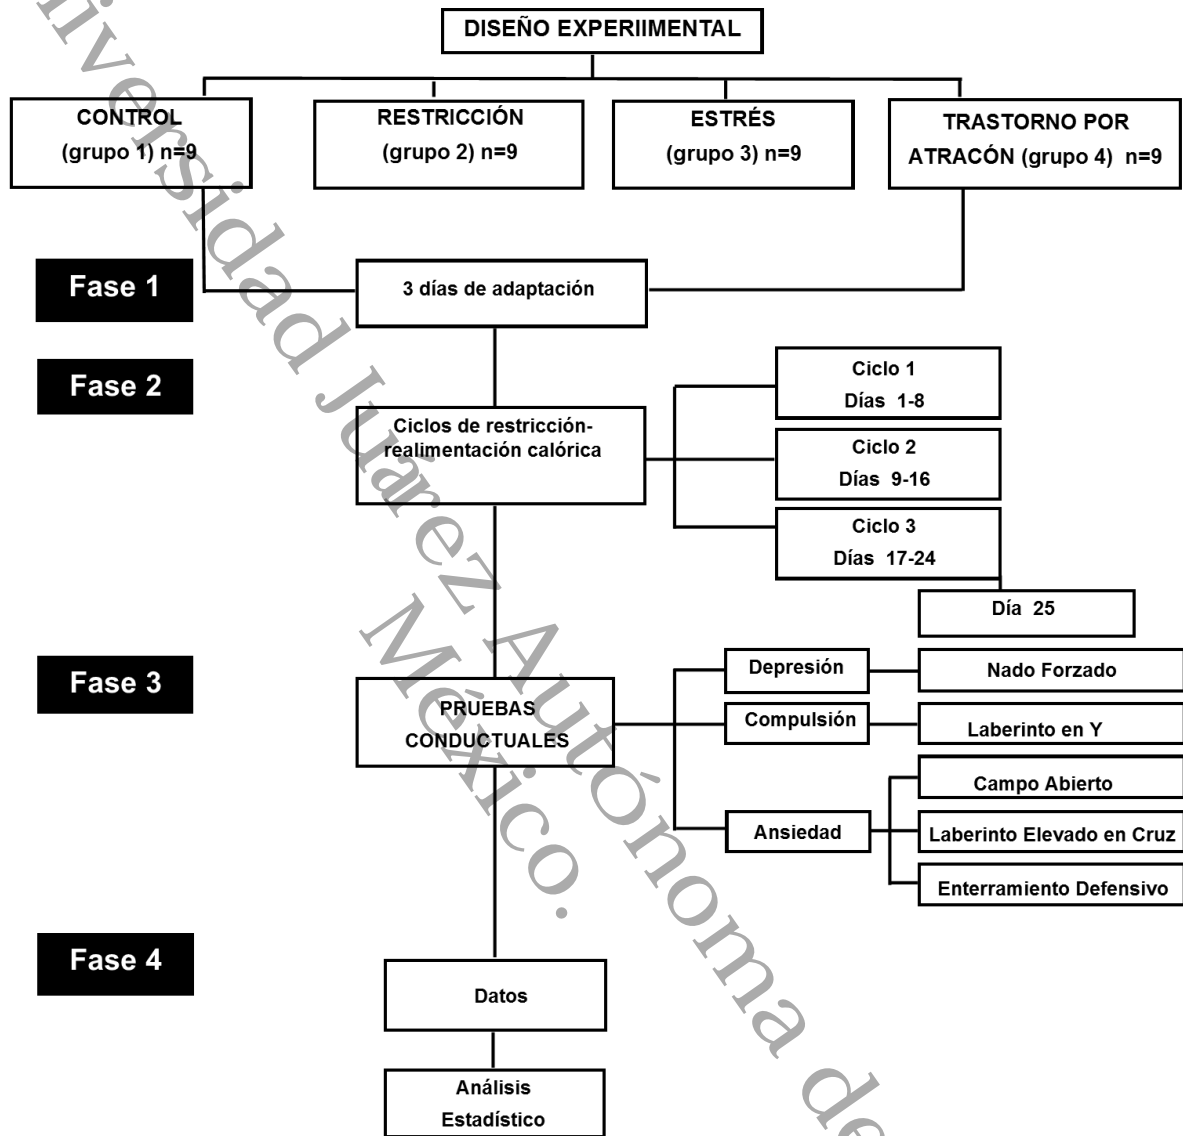 DISEÑO EXPERIIMENTAL
CONTROL
(grupo 1) n=9
RESTRICCIÓN
(grupo 2) n=9
ESTRÉS
(grupo 3) n=9
TRASTORNO POR
ATRACÓN (grupo 4) n=9
Fase 1
3 días de adaptación
Fase 2
Ciclos de restricción-
realimentación calórica
Ciclo 1
Días 1-8
Ciclo 2
Días 9-16
Ciclo 3
Días 17-24
Día 25
Fase 3
PRUEBAS
CONDUCTUALES
Depresión
Nado Forzado
Compulsión
Laberinto en Y
Ansiedad
Campo Abierto
Laberinto Elevado en Cruz
Enterramiento Defensivo
Fase 4
Datos
Análisis
Estadístico
niversidad Juárez Autónoma de
México.